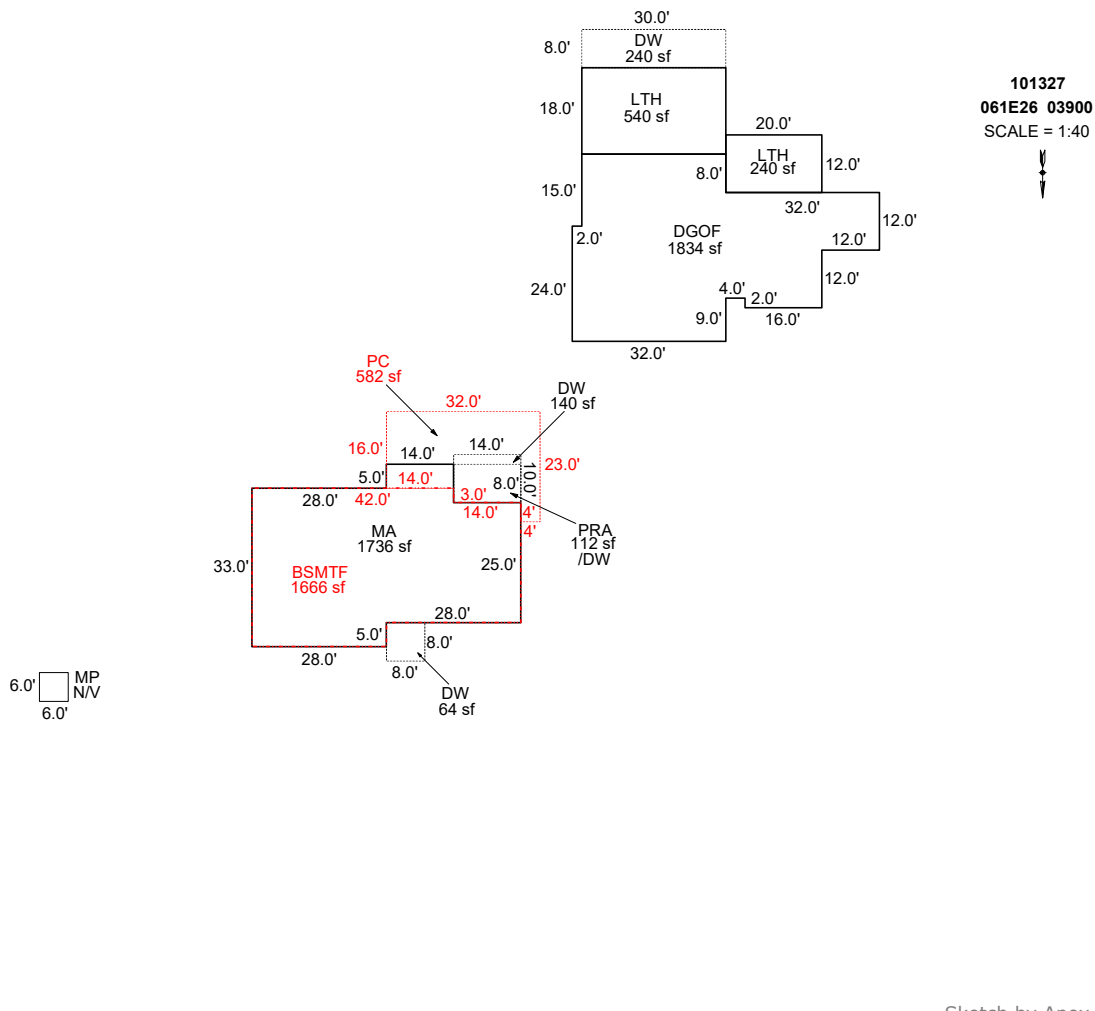 30.0'
8.0'
DW
240 sf
101327
061E26 03900
SCALE = 1:40
18.0'
LTH
540 sf
20.0'
LTH
240 sf
12.0'
8.0'
15.0'
32.0'
12.0'
2.0'
DGOF
1834 sf
12.0'
12.0'
24.0'
4.0'
2.0'
9.0'
16.0'
32.0'
PC
582 sf
DW
140 sf
32.0'
14.0'
16.0'
14.0'
23.0'
10.0'
5.0'
14.0'
8.0'
28.0'
42.0'
3.0'
14.0'
4'
4'
MA
1736 sf
PRA
112 sf
/DW
33.0'
25.0'
BSMTF
1666 sf
28.0'
5.0'
8.0'
28.0'
8.0'
DW
64 sf
6.0'
MP
N/V
6.0'